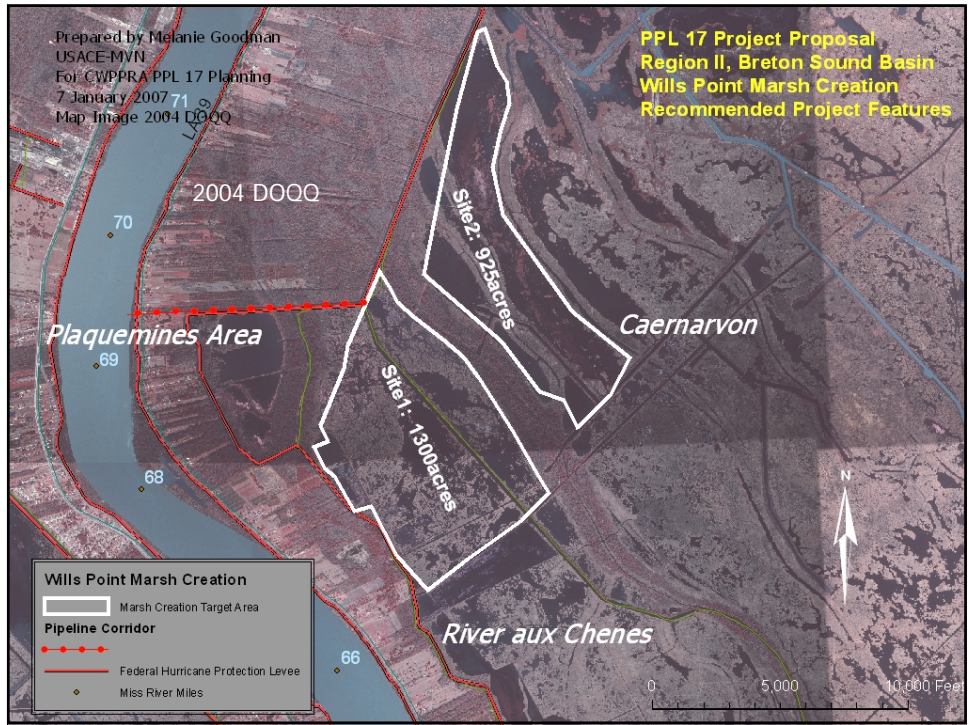 Prepared by Melanie Goodman
USACE-MVN
For CWPPRA PPL 17 Planning
7 January 2007
Map Image 2004 DOQQ
PPL 17 Project Proposal
Region II, Breton Sound Basin
Wills Point Marsh Creation
Recommended Project Features
71
LA 39
2004 DOQQ
70
Site2: 925acres
Plaquemines Area
Caernarvon
69
Site1: 1300acres
68
N
Wills Point Marsh Creation
Marsh Creation Target Area
Pipeline Corridor
Federal Hurricane Protection Levee
Miss River Miles
River aux Chenes
66
0 5,000 10,000 Feet